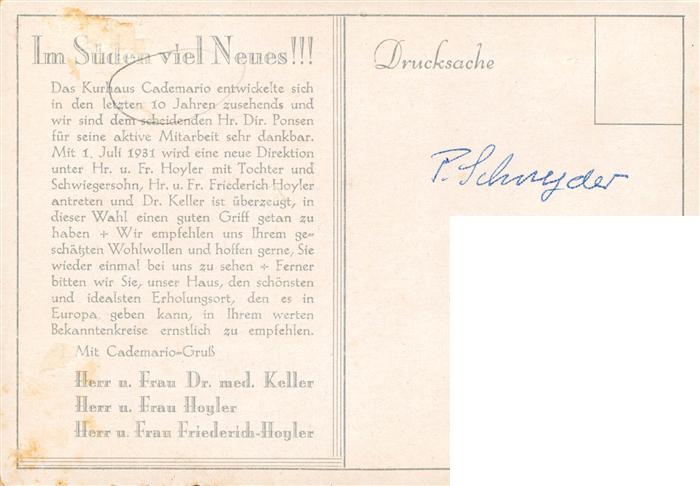 Im Süden viel Neues!!!
Das Kurhaus Cademario entwickelte sich
in den letzten 10 Jahren zusehends und
wir sind dem scheidenden Hr. Dir. Ponsen
für seine aktive Mitarbeit sehr dankbar.
Mit 1. Juli 1931 wird eine neue Direktion
unter Hr. u. Fr. Hoyler mit Tochter und
Schwiegersohn, Hr. u. Fr. Friederich-Hoyler
antreten und Dr. Keller ist überzeugt, in
dieser Wahl einen guten Griff getan zu
haben + Wir empfehlen uns Ihrem ge-
schätzten Wohlwollen und hoffen gerne, Sie
wieder einmal bei uns zu sehen + Ferner
bitten wir Sie, unser Haus, den schönsten
und idealsten Erholungsort, den es in
Europa geben kann, in Ihrem werten
Bekanntenkreise ernstlich zu empfehlen.
Mit Cademario-Gruß
Herr u. Frau Dr. med. Keller
Herr u. Frau Hoyler
Herr u. Frau Friederich-Hoyler
Drucksache
P. Schnyder